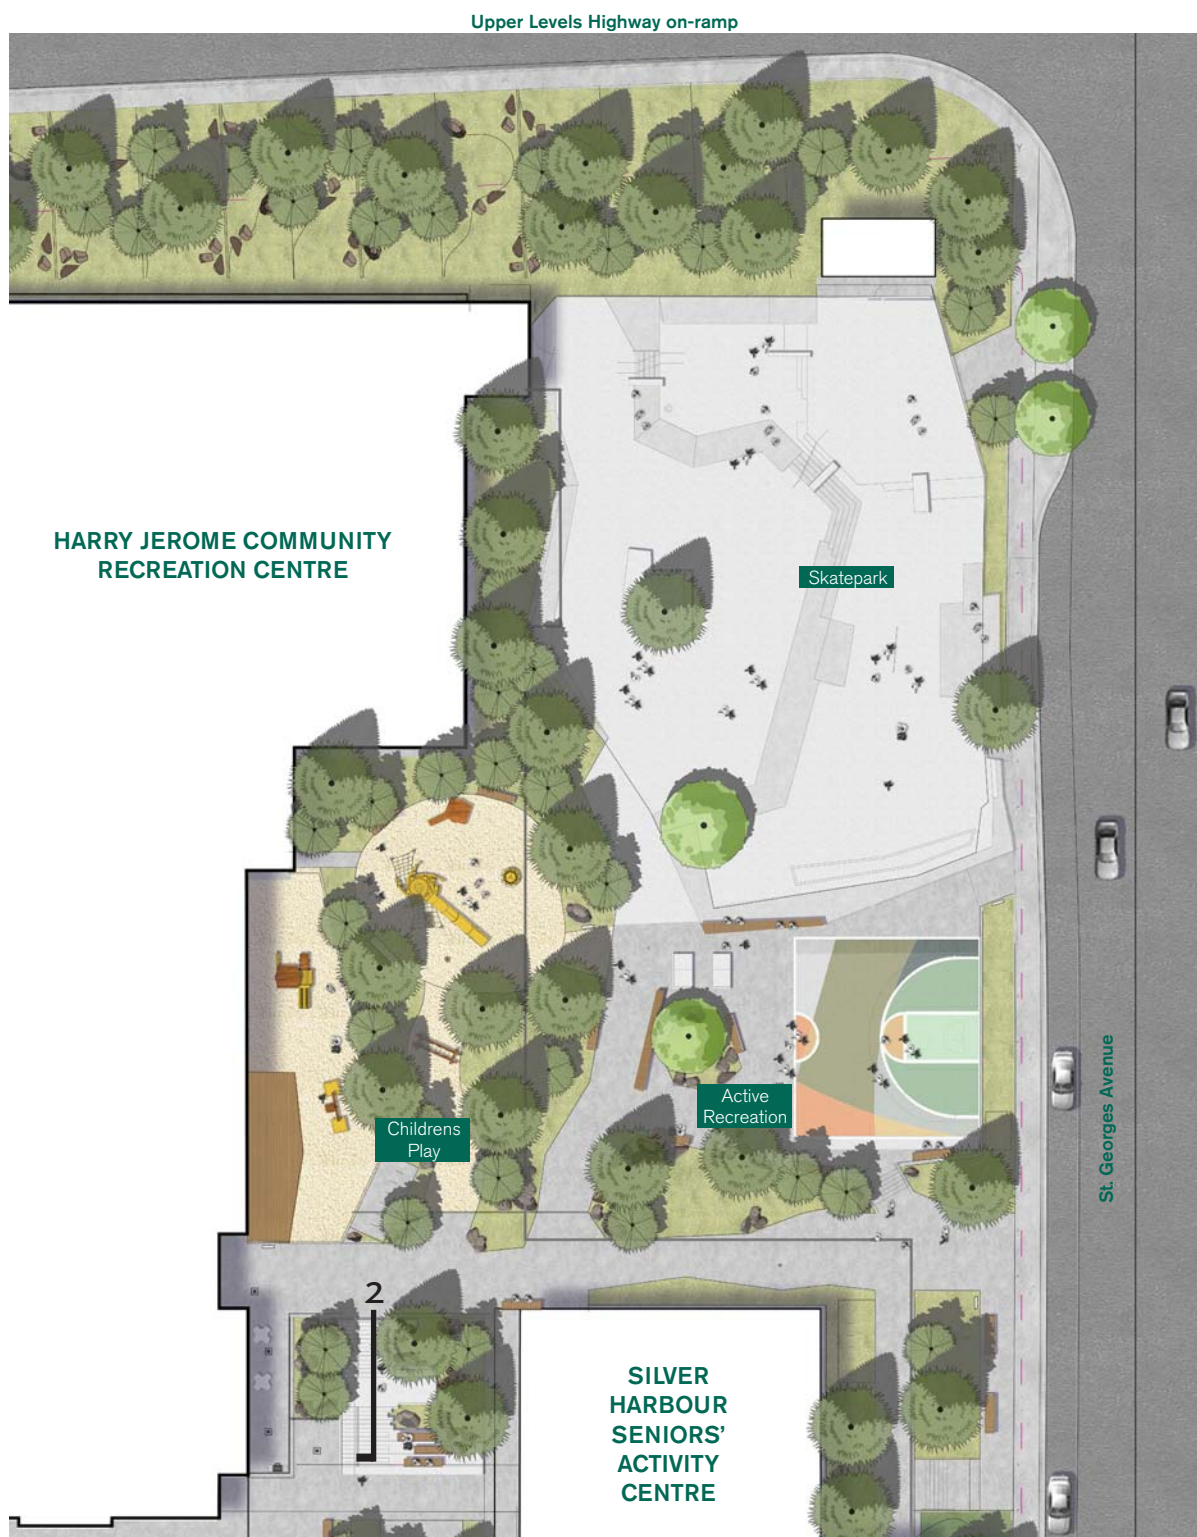 Upper Levels Highway on-ramp
HARRY JEROME COMMUNITY
RECREATION CENTRE
Skatepark
St. Georges Avenue
Active
Recreation
Childrens
Play
2
SILVER
HARBOUR
SENIORS’
ACTIVITY
CENTRE